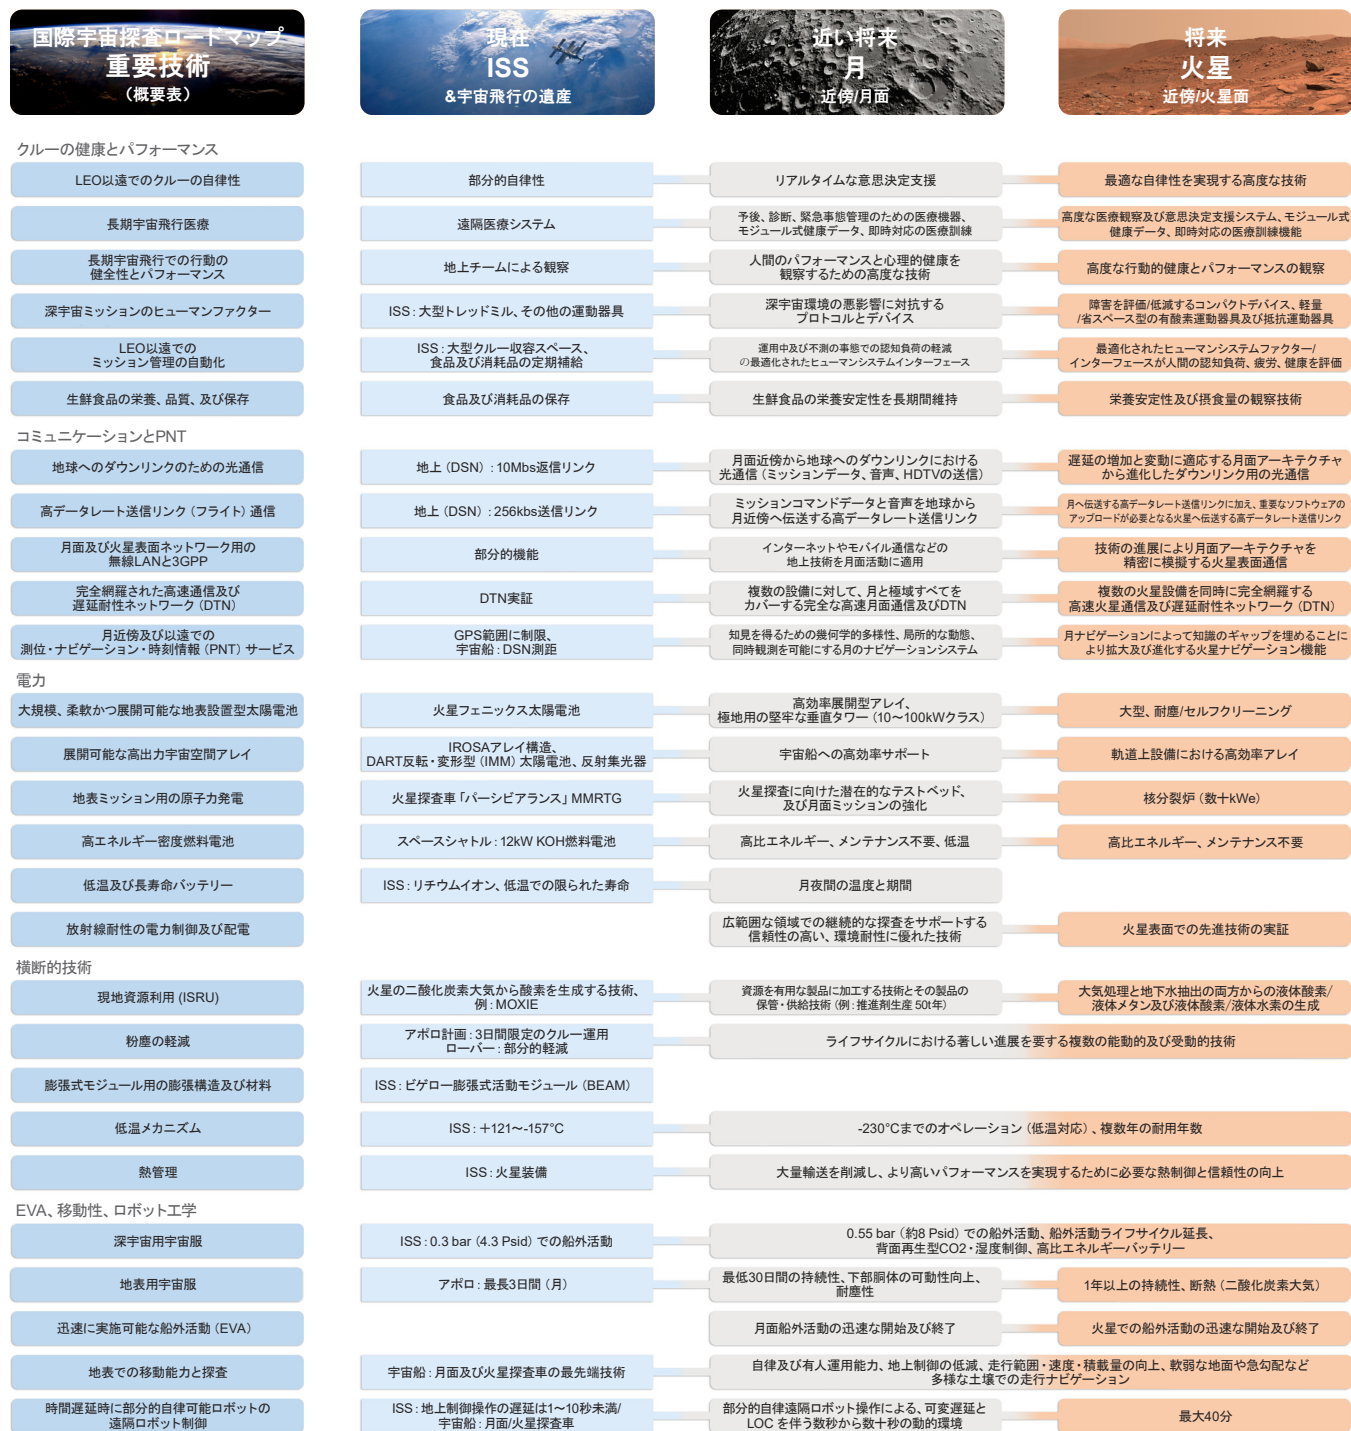 国際宇宙探査ロードマップ
重要技術
（概要表）
現在
ISS
&宇宙飛行の遺産
近い将来
月
近傍/月面
将来
火星
近傍/火星面
クルーの健康とパフォーマンス
LEO以遠でのクルーの自律性
部分的自律性
リアルタイムな意思決定支援
最適な自律性を実現する高度な技術
長期宇宙飛行医療
遠隔医療システム
予後、診断、緊急事態管理のための医療機器、
モジュール式健康データ、即時対応の医療訓練
高度な医療観察及び意思決定支援システム、モジュール式
健康データ、即時対応の医療訓練機能
長期宇宙飛行での行動の
健全性とパフォーマンス
地上チームによる観察
人間のパフォーマンスと心理的健康を
観察するための高度な技術
高度な行動的健康とパフォーマンスの観察
深宇宙ミッションのヒューマンファクター
ISS：大型トレッドミル、その他の運動器具
深宇宙環境の悪影響に対抗する
プロトコルとデバイス
障害を評価/低減するコンパクトデバイス、軽量
/省スペース型の有酸素運動器具及び抵抗運動器具
LEO以遠での
ミッション管理の自動化
ISS：大型クルー収容スペース、
食品及び消耗品の定期補給
運用中及び不測の事態での認知負荷の軽減
の最適化されたヒューマンシステムインターフェース
最適化されたヒューマンシステムファクター/
インターフェースが人間の認知負荷、疲労、健康を評価
生鮮食品の栄養、品質、及び保存
食品及び消耗品の保存
生鮮食品の栄養安定性を長期間維持
栄養安定性及び摂食量の観察技術
コミュニケーションとPNT
地球へのダウンリンクのための光通信
地上（DSN）：10Mbs返信リンク
月面近傍から地球へのダウンリンクにおける
光通信（ミッションデータ、音声、HDTVの送信）
遅延の増加と変動に適応する月面アーキテクチャ
から進化したダウンリンク用の光通信
高データレート送信リンク（フライト）通信
地上（DSN）：256kbs送信リンク
ミッションコマンドデータと音声を地球から
月近傍へ伝送する高データレート送信リンク
月へ伝送する高データレート送信リンクに加え、重要なソフトウェアの
アップロードが必要となる火星へ伝送する高データレート送信リンク
月面及び火星表面ネットワーク用の
無線LANと3GPP
部分的機能
インターネットやモバイル通信などの
地上技術を月面活動に適用
技術の進展により月面アーキテクチャを
精密に模擬する火星表面通信
完全網羅された高速通信及び
遅延耐性ネットワーク（DTN）
DTN実証
複数の設備に対して、月と極域すべてを
カバーする完全な高速月面通信及びDTN
複数の火星設備を同時に完全網羅する
高速火星通信及び遅延耐性ネットワーク（DTN）
月近傍及び以遠での
測位・ナビゲーション・時刻情報（PNT）サービス
GPS範囲に制限、
宇宙船：DSN測距
知見を得るための幾何学的多様性、局所的な動態、
同時観測を可能にする月のナビゲーションシステム
月ナビゲーションによって知識のギャップを埋めることに
より拡大及び進化する火星ナビゲーション機能
電力
大規模、柔軟かつ展開可能な地表設置型太陽電池
火星フェニックス太陽電池
高効率展開型アレイ、
極地用の堅牢な垂直タワー（10〜100kWクラス）
大型、耐塵/セルフクリーニング
展開可能な高出力宇宙空間アレイ
IROSAアレイ構造、
DART反転・変形型（IMM）太陽電池、反射集光器
宇宙船への高効率サポート
軌道上設備における高効率アレイ
地表ミッション用の原子力発電
火星探査車「パーシビアランス」MMRTG
火星探査に向けた潜在的なテストベッド、
及び月面ミッションの強化
核分裂炉（数十kWe）
高エネルギー密度燃料電池
スペースシャトル：12kW KOH燃料電池
高比エネルギー、メンテナンス不要、低温
高比エネルギー、メンテナンス不要
低温及び長寿命バッテリー
ISS：リチウムイオン、低温での限られた寿命
月夜間の温度と期間
放射線耐性の電力制御及び配電
広範囲な領域での継続的な探査をサポートする
信頼性の高い、環境耐性に優れた技術
火星表面での先進技術の実証
横断的技術
現地資源利用 (ISRU)
火星の二酸化炭素大気から酸素を生成する技術、
例：MOXIE
資源を有用な製品に加工する技術とその製品の
保管・供給技術（例：推進剤生産 50t年）
大気処理と地下水抽出の両方からの液体酸素/
液体メタン及び液体酸素/液体水素の生成
粉塵の軽減
アポロ計画：3日間限定のクルー運用
ローバー：部分的軽減
ライフサイクルにおける著しい進展を要する複数の能動的及び受動的技術
膨張式モジュール用の膨張構造及び材料
ISS：ビゲロー膨張式活動モジュール（BEAM）
低温メカニズム
ISS：＋121〜-157°C
-230°Cまでのオペレーション（低温対応）、複数年の耐用年数
熱管理
ISS：火星装備
大量輸送を削減し、より高いパフォーマンスを実現するために必要な熱制御と信頼性の向上
EVA、移動性、ロボット工学
深宇宙用宇宙服
ISS：0.3 bar（4.3 Psid）での船外活動
0.55 bar（約8 Psid）での船外活動、船外活動ライフサイクル延長、
背面再生型CO2・湿度制御、高比エネルギーバッテリー
地表用宇宙服
アポロ：最長3日間（月）
最低30日間の持続性、下部胴体の可動性向上、
耐塵性
1年以上の持続性、断熱（二酸化炭素大気）
迅速に実施可能な船外活動（EVA）
月面船外活動の迅速な開始及び終了
火星での船外活動の迅速な開始及び終了
地表での移動能力と探査
宇宙船：月面及び火星探査車の最先端技術
自律及び有人運用能力、地上制御の低減、走行範囲・速度・積載量の向上、軟弱な地面や急勾配など
多様な土壌での走行ナビゲーション
時間遅延時に部分的自律可能ロボットの
遠隔ロボット制御
ISS：地上制御操作の遅延は1〜10秒未満/
宇宙船：月面/火星探査車
部分的自律遠隔ロボット操作による、可変遅延と
LOC を伴う数秒から数十秒の動的環境
最大40分